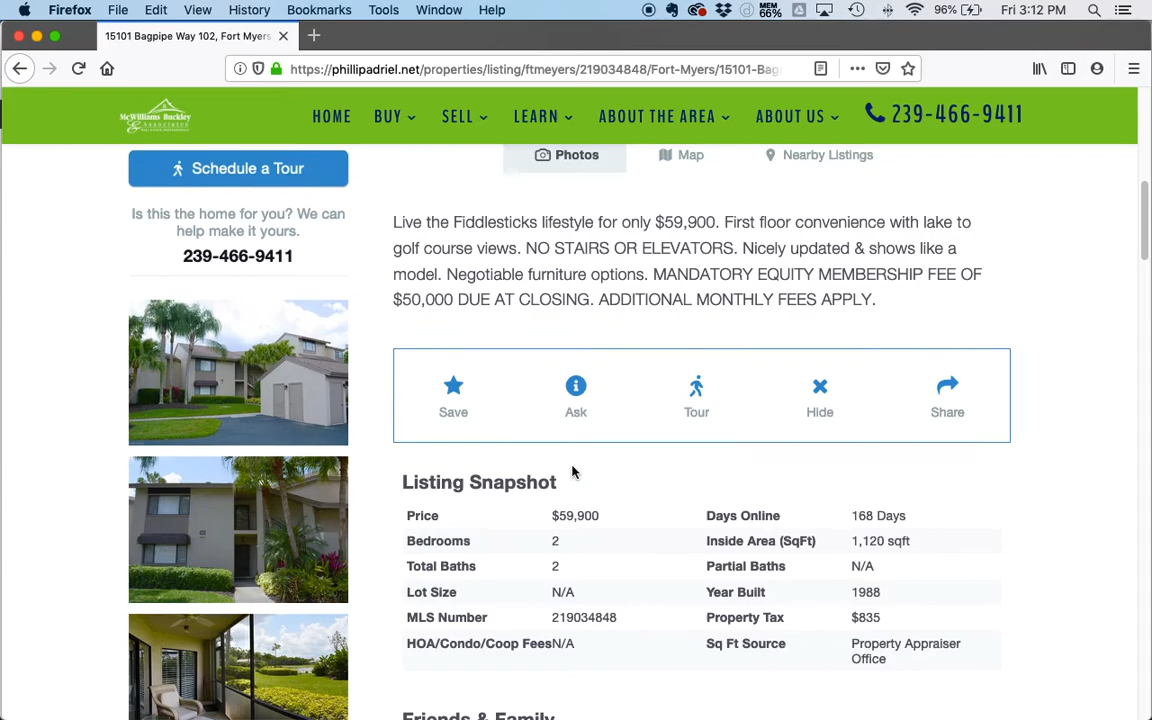 Firefox File Edit View History Bookmarks Tools Window Help MEM 66% 96% Fri 3:12 PM
15101 Bagpipe Way 102, Fort Myers
https://phillipadriel.net/properties/listing/ftmeyers/219034848/Fort-Myers/15101-Bag
McWilliams Buckley & Associates HOME BUY SELL LEARN ABOUT THE AREA ABOUT US 239-466-9411
Schedule a Tour
Is this the home for you? We can
help make it yours.
239-466-9411
Photos Map Nearby Listings
Live the Fiddlesticks lifestyle for only $59,900. First floor convenience with lake to
golf course views. NO STAIRS OR ELEVATORS. Nicely updated & shows like a
model. Negotiable furniture options. MANDATORY EQUITY MEMBERSHIP FEE OF
$50,000 DUE AT CLOSING. ADDITIONAL MONTHLY FEES APPLY.
Save Ask Tour Hide Share
Listing Snapshot
Price $59,900 Days Online 168 Days
Bedrooms 2 Inside Area (SqFt) 1,120 sqft
Total Baths 2 Partial Baths N/A
Lot Size N/A Year Built 1988
MLS Number 219034848 Property Tax $835
HOA/Condo/Coop Fees N/A Sq Ft Source Property Appraiser
Office
Friends & Family